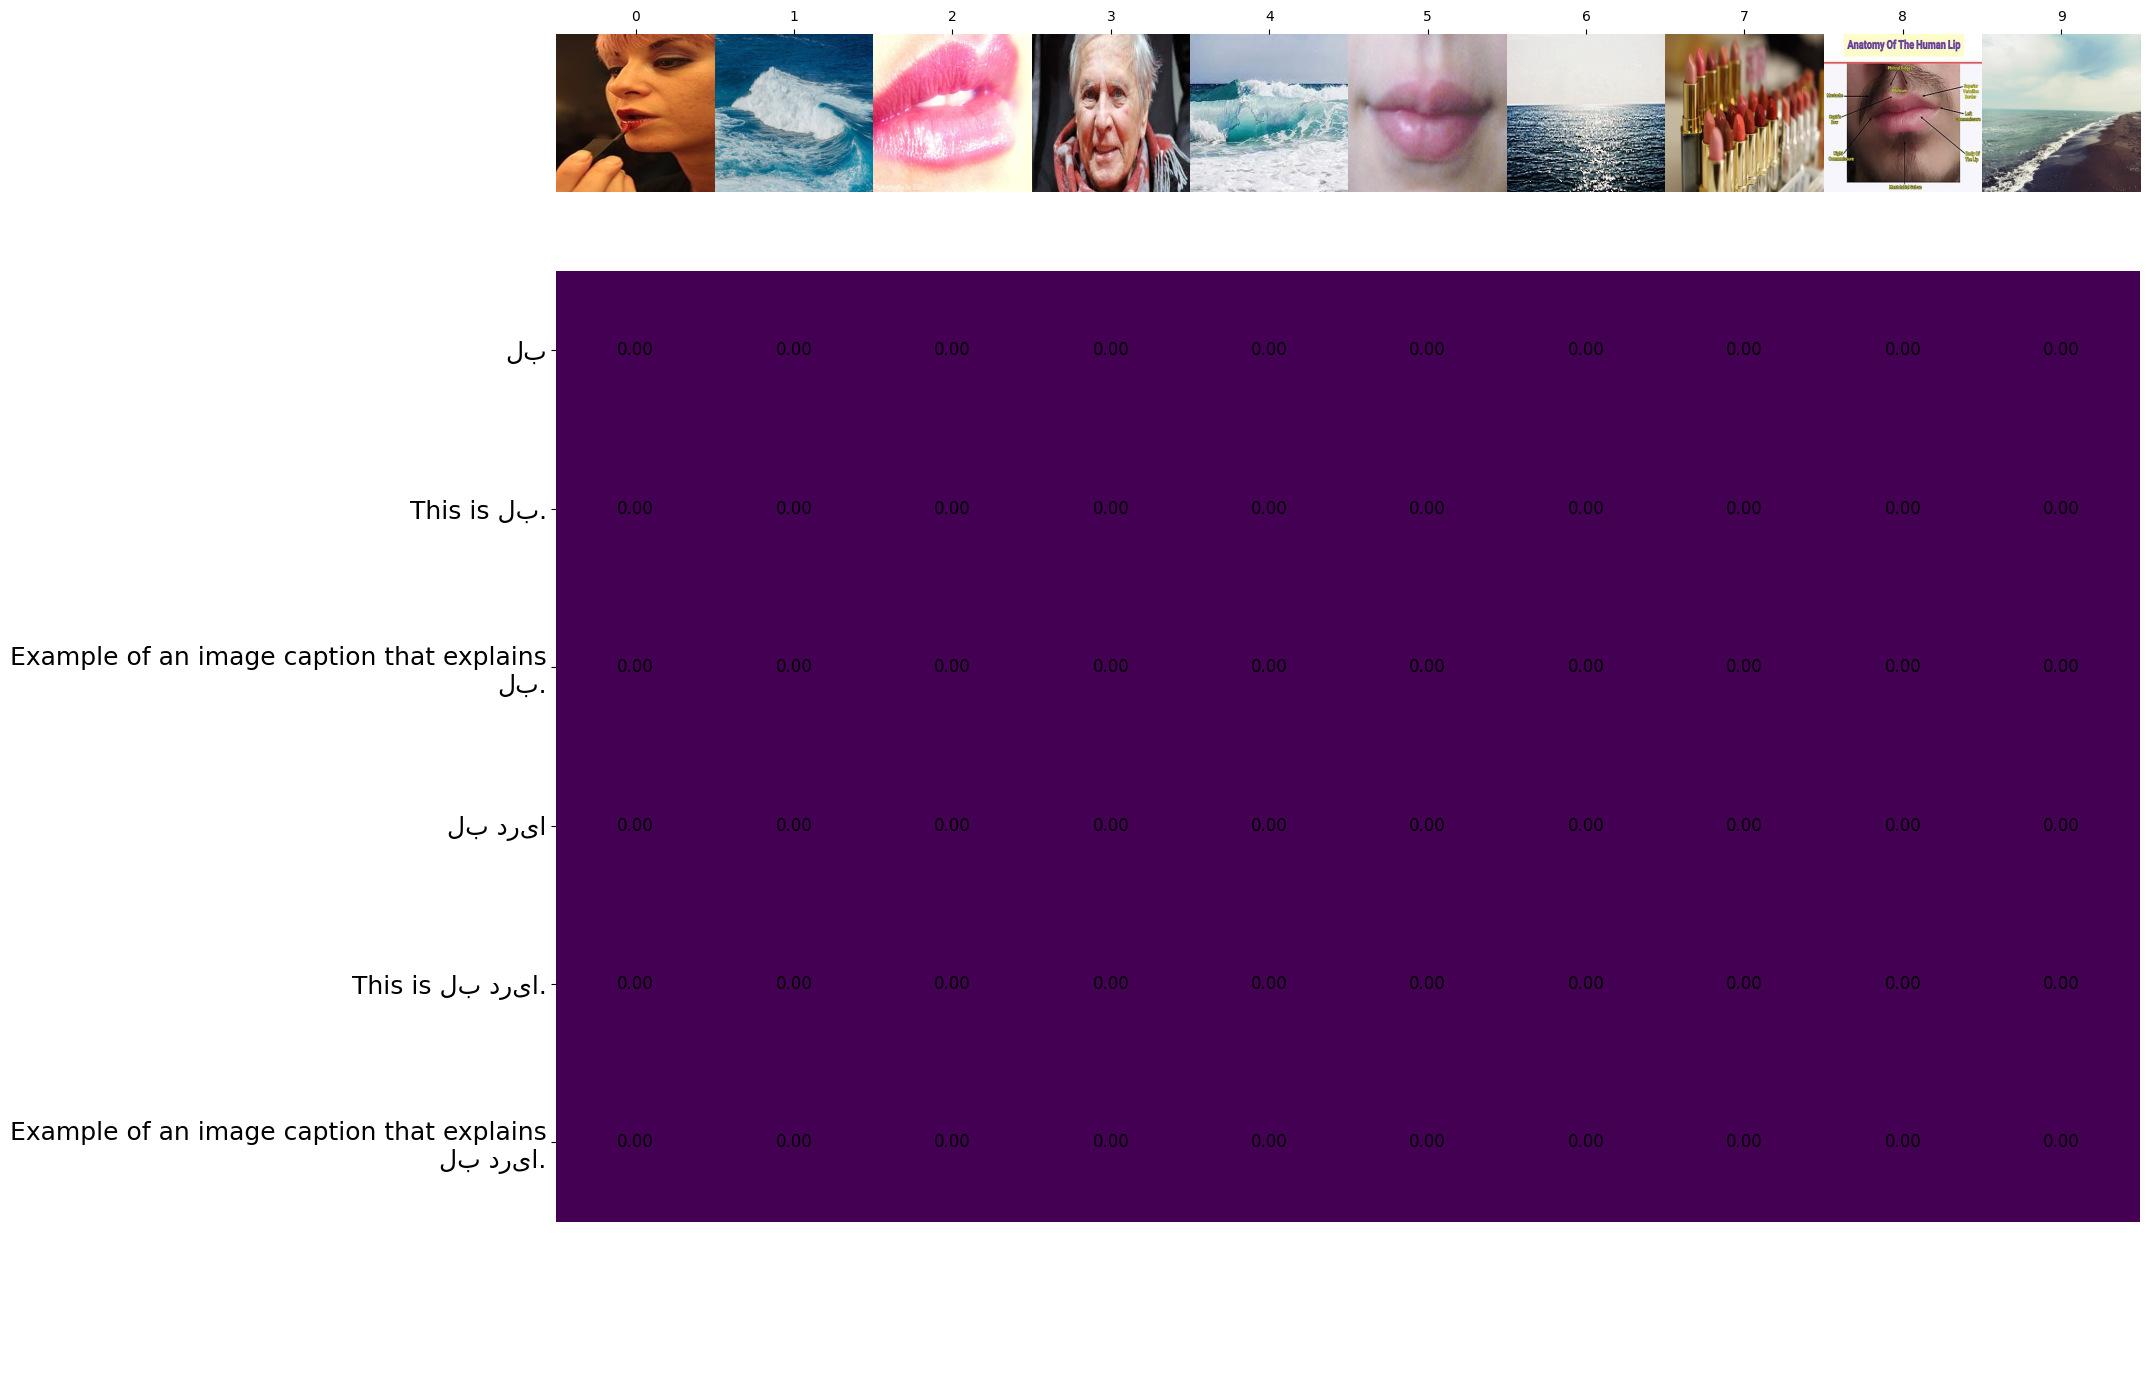 0 1 2 3 4 5 6 7 8 9
Anatomy Of The Human Lip
لب
0.00 0.00 0.00 0.00 0.00 0.00 0.00 0.00 0.00 0.00
This is لب.
0.00 0.00 0.00 0.00 0.00 0.00 0.00 0.00 0.00 0.00
Example of an image caption that explains
لب.
0.00 0.00 0.00 0.00 0.00 0.00 0.00 0.00 0.00 0.00
لب دریا
0.00 0.00 0.00 0.00 0.00 0.00 0.00 0.00 0.00 0.00
This is لب دریا.
0.00 0.00 0.00 0.00 0.00 0.00 0.00 0.00 0.00 0.00
Example of an image caption that explains
لب دریا.
0.00 0.00 0.00 0.00 0.00 0.00 0.00 0.00 0.00 0.00